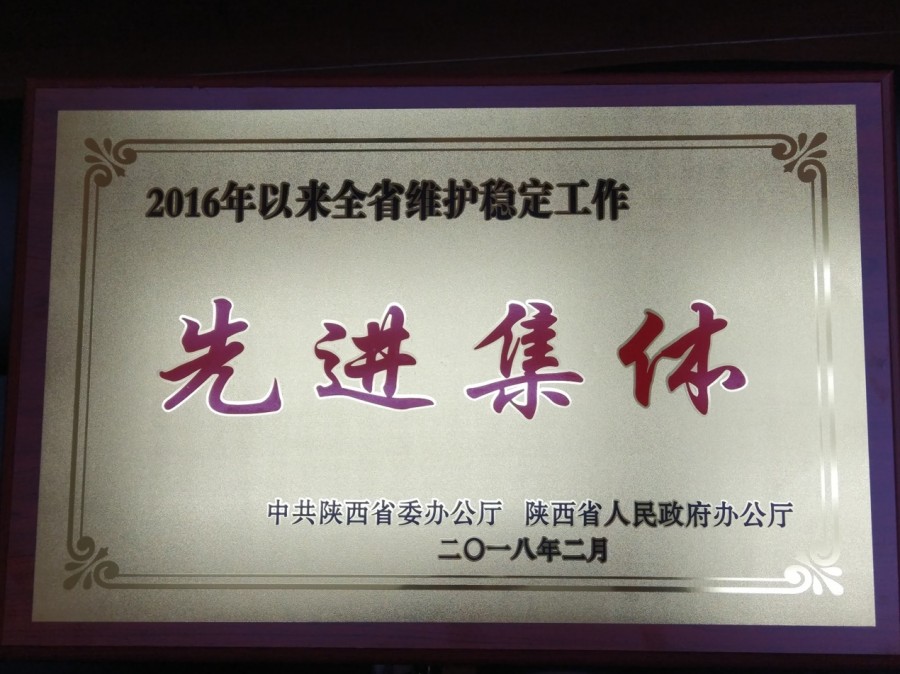 2016年以来全省维护稳定工作
先进集体
中共陕西省委办公厅 陕西省人民政府办公厅
二〇一八年二月